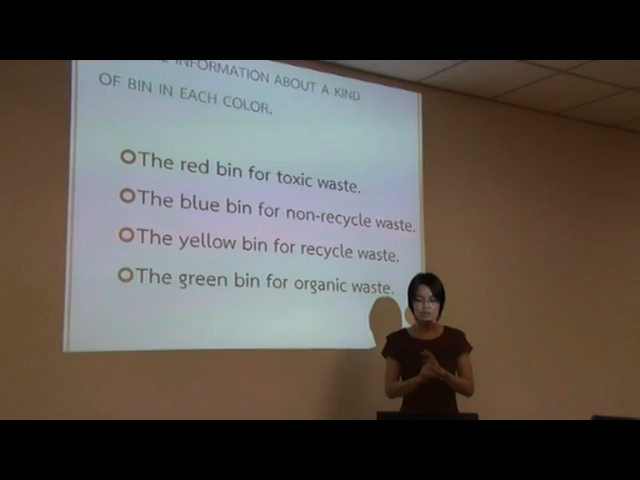 INFORMATION ABOUT A KIND
OF BIN IN EACH COLOR.
The red bin for toxic waste.
The blue bin for non-recycle waste.
The yellow bin for recycle waste.
The green bin for organic waste.